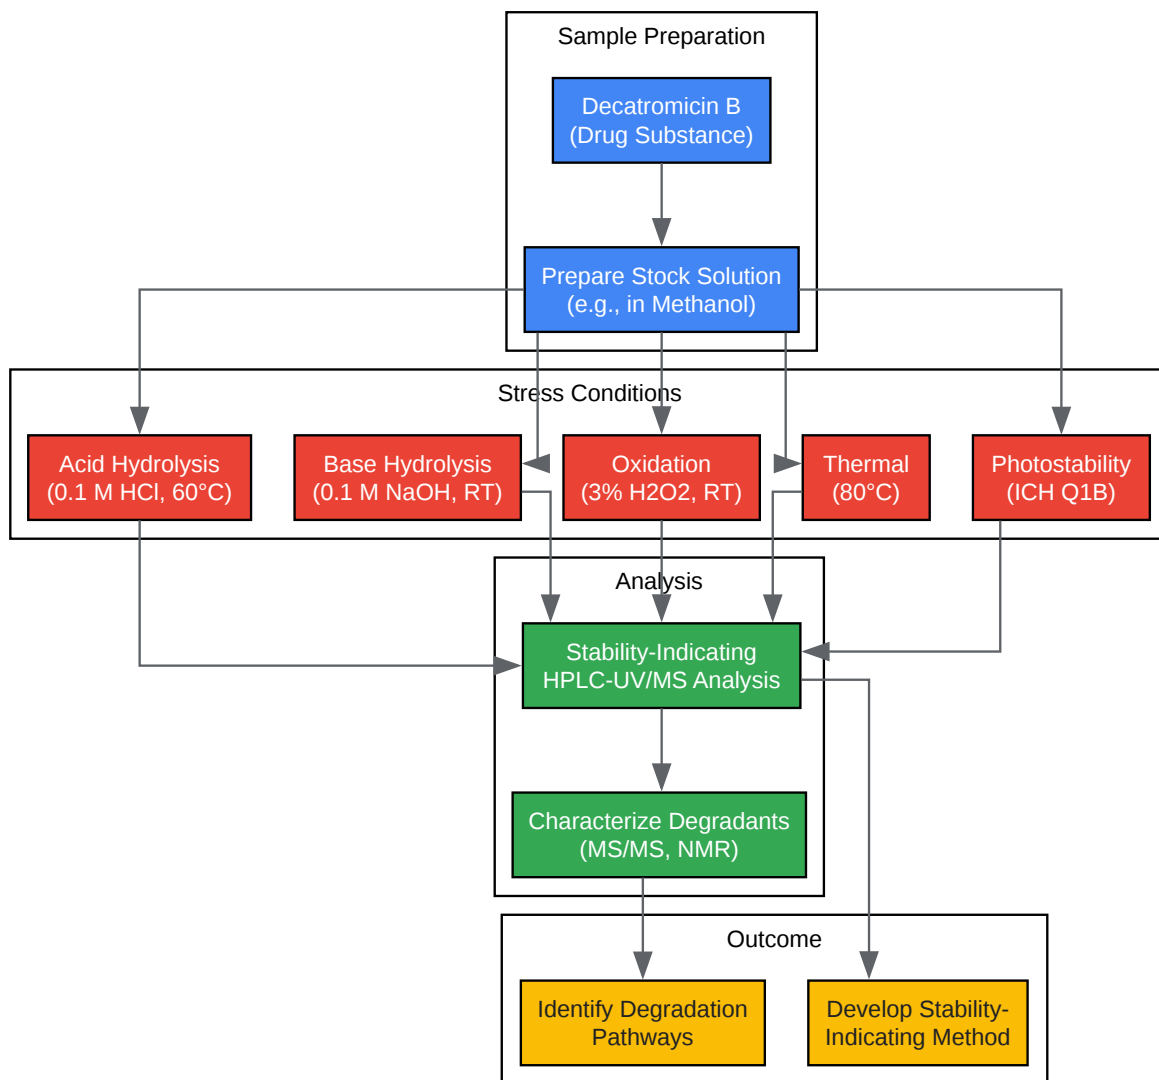 Sample Preparation
Decatromicin B
(Drug Substance)
Prepare Stock Solution
(e.g., in Methanol)
Stress Conditions
Acid Hydrolysis
(0.1 M HCl, 60°C)
Base Hydrolysis
(0.1 M NaOH, RT)
Oxidation
(3% H2O2, RT)
Thermal
(80°C)
Photostability
(ICH Q1B)
Analysis
Stability-Indicating
HPLC-UV/MS Analysis
Characterize Degradants
(MS/MS, NMR)
Outcome
Identify Degradation
Pathways
Develop Stability-
Indicating Method